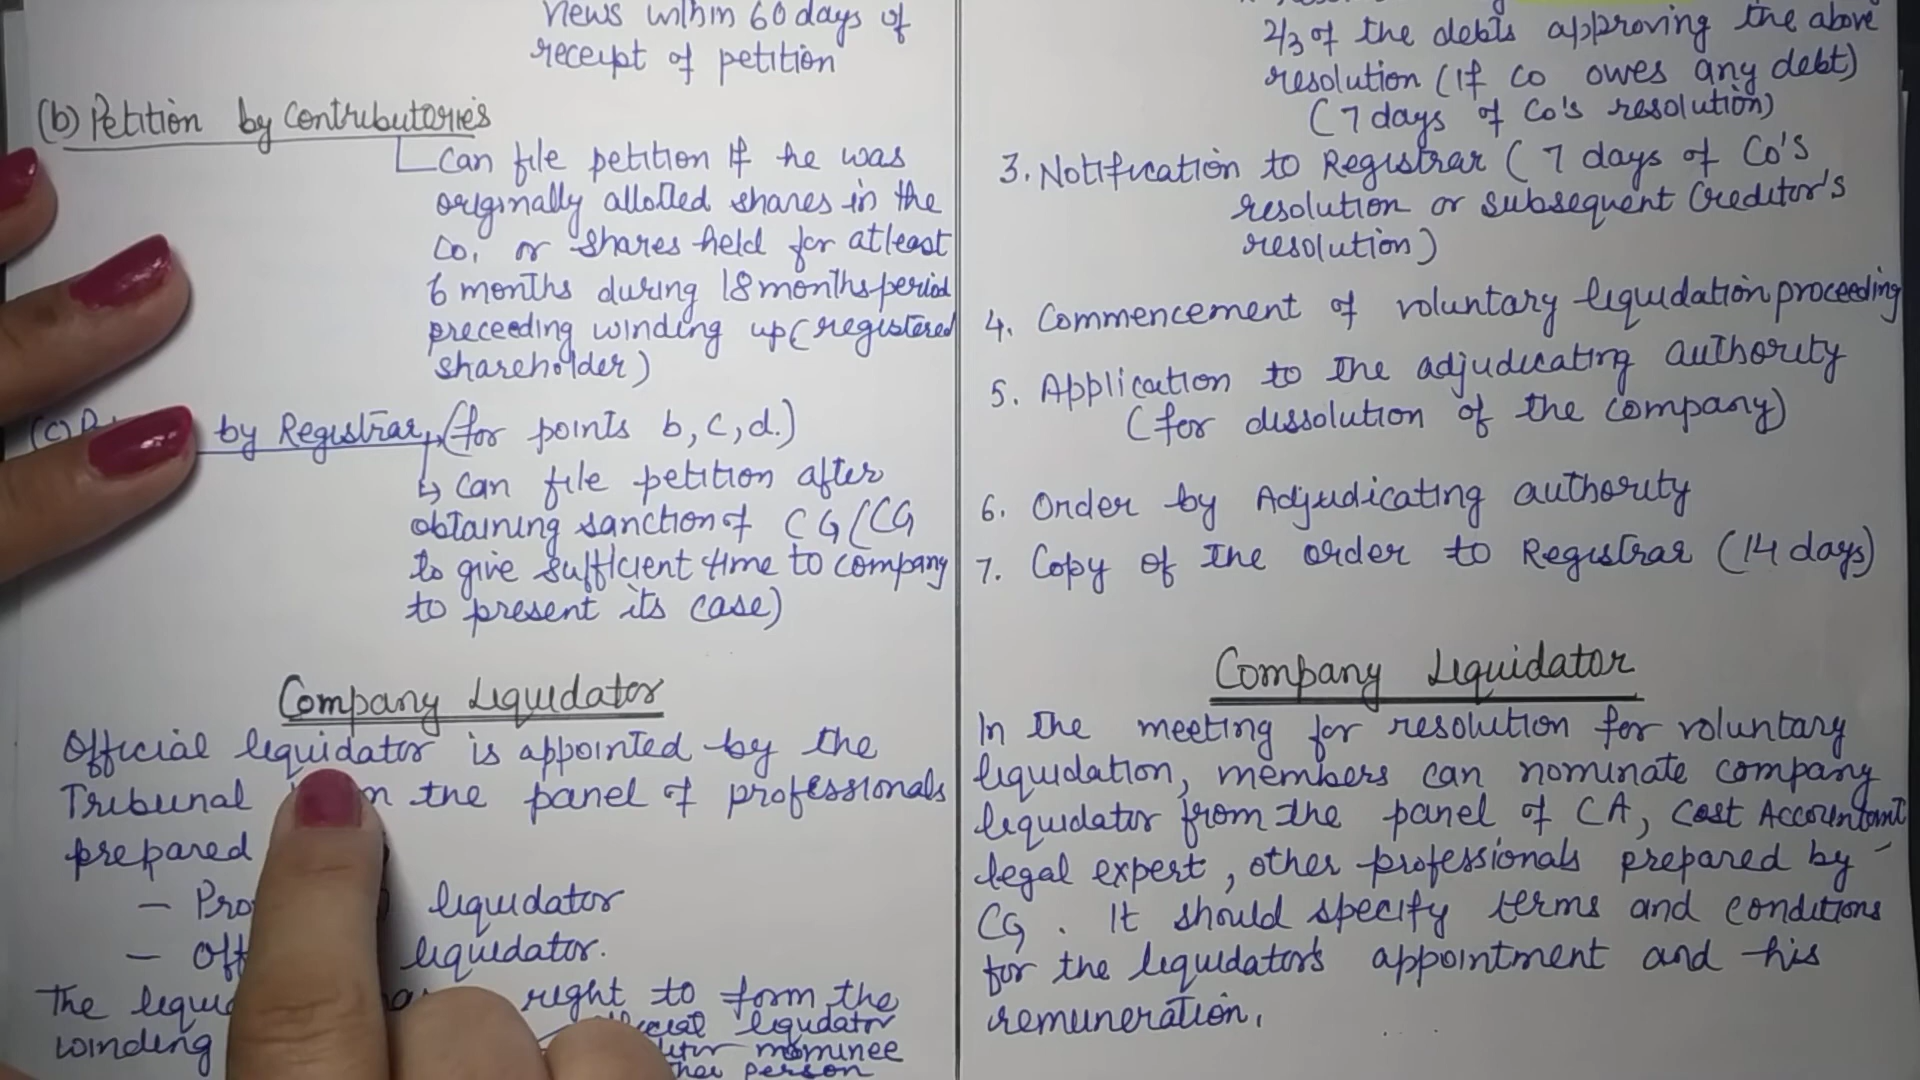 news within 60 days of
receipt of petition
(b) Petition by Contributories
Can file petition if he was
originally allotted shares in the
Co, or shares held for atleast
6 months during 18 months period
preceeding winding up (registered
shareholder)
(c) by Registrar (for points b, c, d.)
Can file petition after
obtaining sanction of CG (CG
to give sufficient time to company
to present its case)
Company Liquidator
Official liquidator is appointed by the
Tribunal the panel of professionals
prepared
- liquidator
- liquidator.
The right to form the
winding liqudator
nominee
person
2/3 of the debts approving the above
resolution (If co owes any debt)
(7 days of Co's resolution)
3. Notification to Registrar (7 days of Co's
resolution or subsequent Creditor's
resolution)
4. Commencement of voluntary liquidation proceeding
5. Application to the adjudicating authority
(for dissolution of the company)
6. Order by Adjudicating authority
7. Copy of the order to Registrar (14 days)
Company Liquidator
In the meeting for resolution for voluntary
liquidation, members can nominate company
liquidator from the panel of CA, Cost Accountant
legal expert, other professionals prepared by -
CG. It should specify terms and conditions
for the liquidator's appointment and his
remuneration.